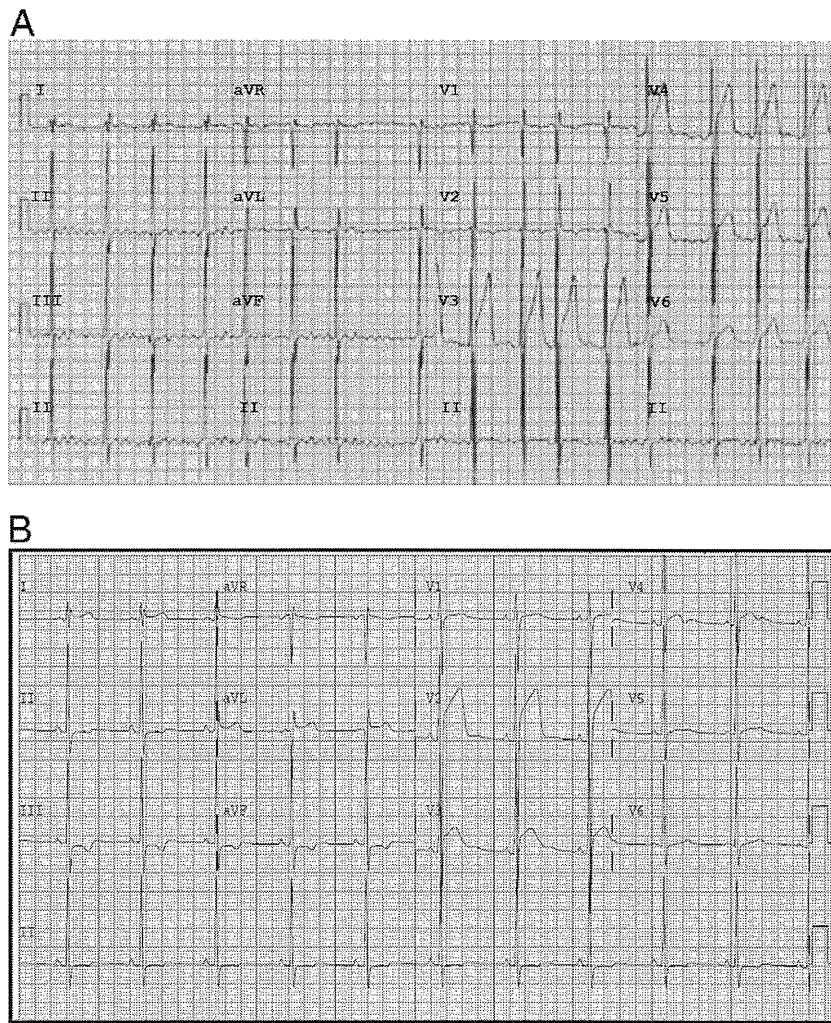 A
I aVR V1 V4
II aVL V2 V5
III aVF V3 V6
II II II II
B
I aVR V1 V4
II aVL V2 V5
III aVF V3 V6
II